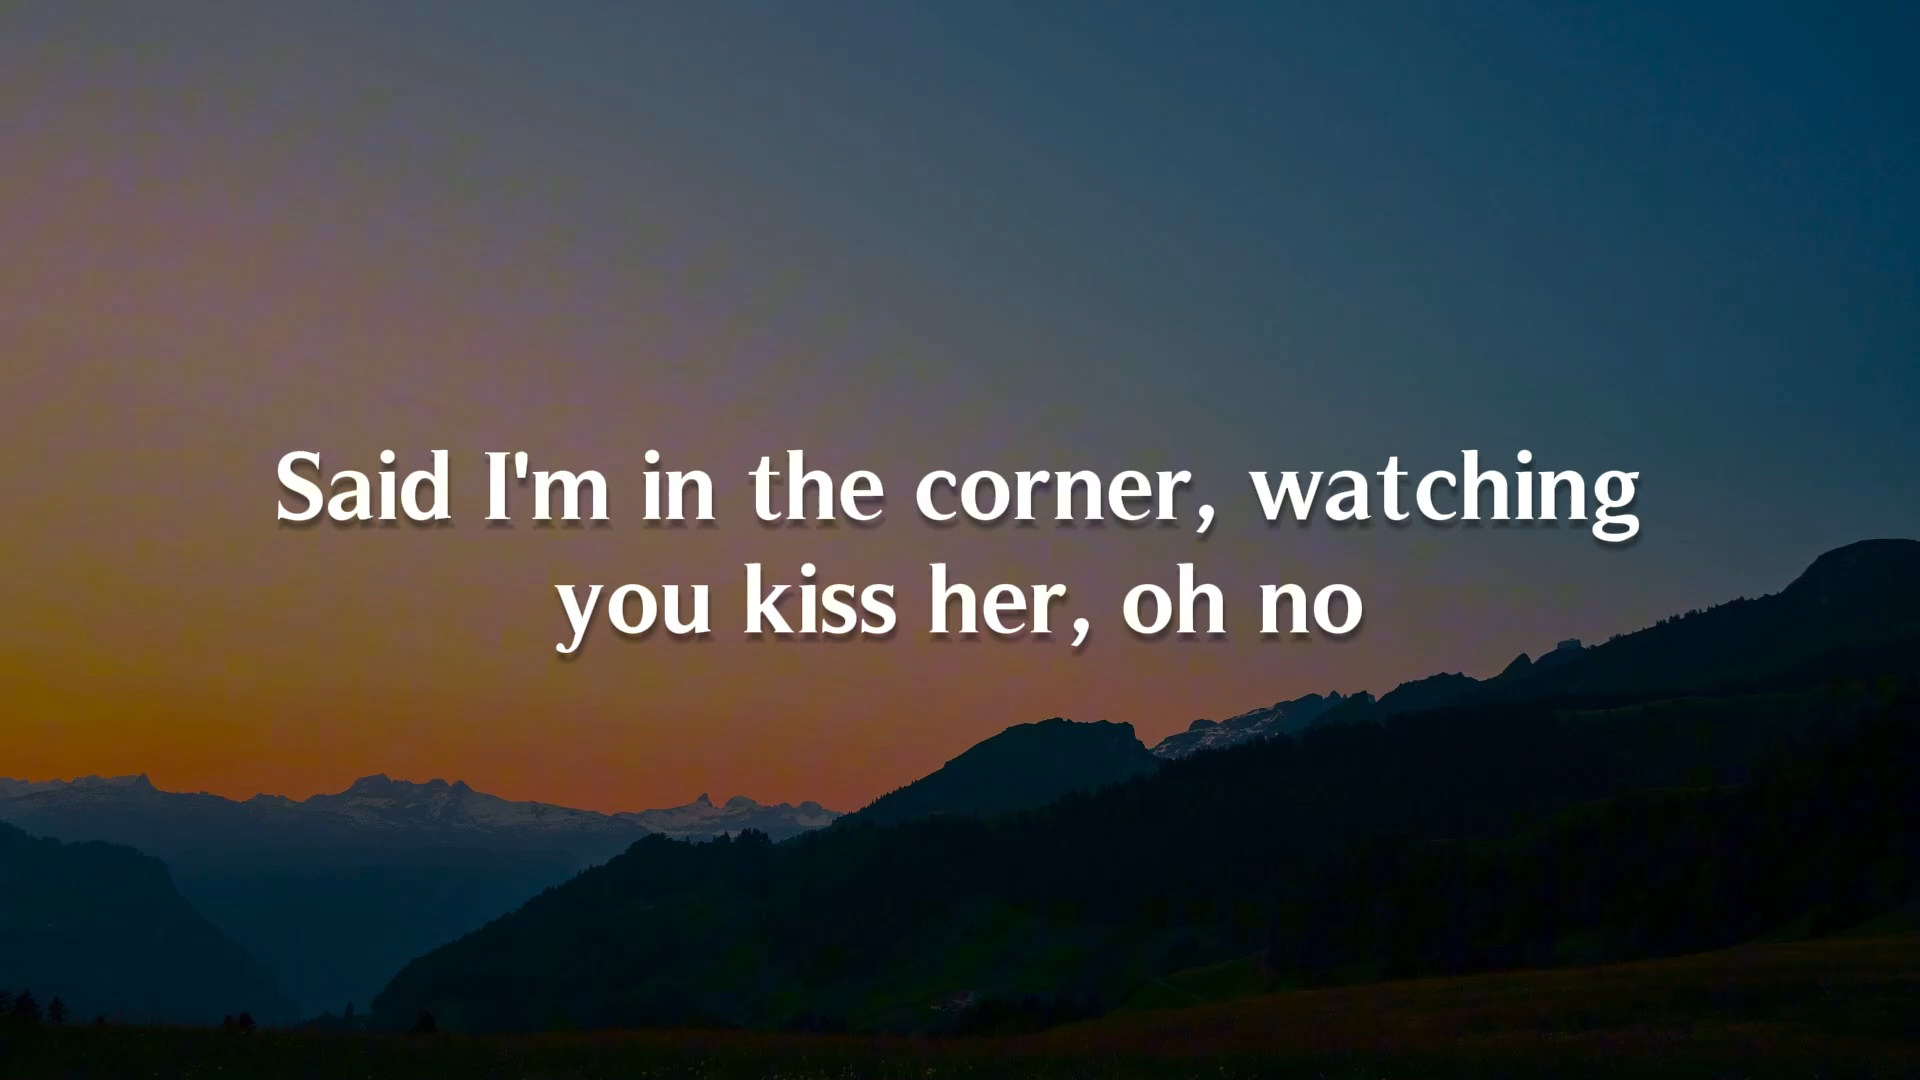 Said I'm in the corner, watching
you kiss her, oh no